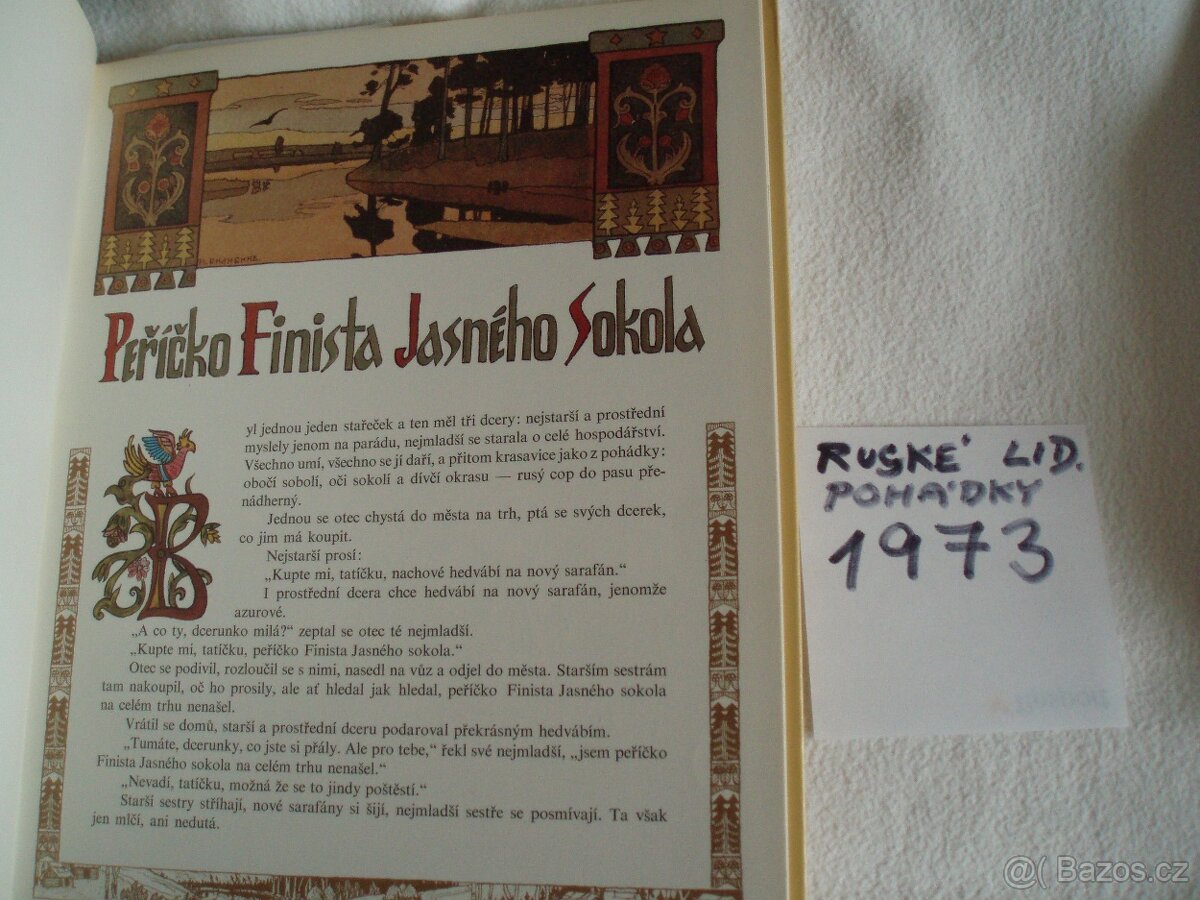 И. БИЛИБИНЪ
Peříčko Finista Jasného Sokola
Byl jednou jeden stařeček a ten měl tři dcery: nejstarší a prostřední
myslely jenom na parádu, nejmladší se starala o celé hospodářství.
Všechno umí, všechno se jí daří, a přitom krasavice jako z pohádky:
obočí sobolí, oči sokolí a dívčí okrasu — rusý cop do pasu pře-
nádherný.
Jednou se otec chystá do města na trh, ptá se svých dcerek,
co jim má koupit.
Nejstarší prosí:
„Kupte mi, tatíčku, nachové hedvábí na nový sarafán."
I prostřední dcera chce hedvábí na nový sarafán, jenomže
azurové.
„A co ty, dcerunko milá?" zeptal se otec té nejmladší.
„Kupte mi, tatíčku, peříčko Finista Jasného sokola."
Otec se podivil, rozloučil se s nimi, nasedl na vůz a odjel do města. Starším sestrám
tam nakoupil, oč ho prosily, ale ať hledal jak hledal, peříčko Finista Jasného sokola
na celém trhu nenašel.
Vrátil se domů, starší a prostřední dceru podaroval překrásným hedvábím.
„Tumáte, dcerunky, co jste si přály. Ale pro tebe," řekl své nejmladší, „jsem peříčko
Finista Jasného sokola na celém trhu nenašel."
„Nevadí, tatíčku, možná že se to jindy poštěstí."
Starší sestry stříhají, nové sarafány si šijí, nejmladší sestře se posmívají. Ta však
jen mlčí, ani nedutá.
RUSKÉ LID.
POHÁDKY
1973
@( Bazos.cz